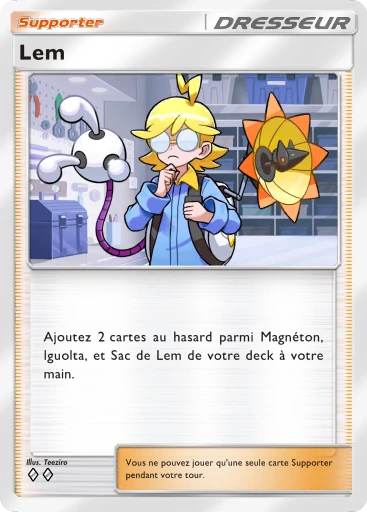 Supporter
DRESSEUR
Lem
Ajoutez 2 cartes au hasard parmi Magnéton,
Iguolta, et Sac de Lem de votre deck à votre
main.
Illus. Teeziro
Vous ne pouvez jouer qu'une seule carte Supporter
pendant votre tour.